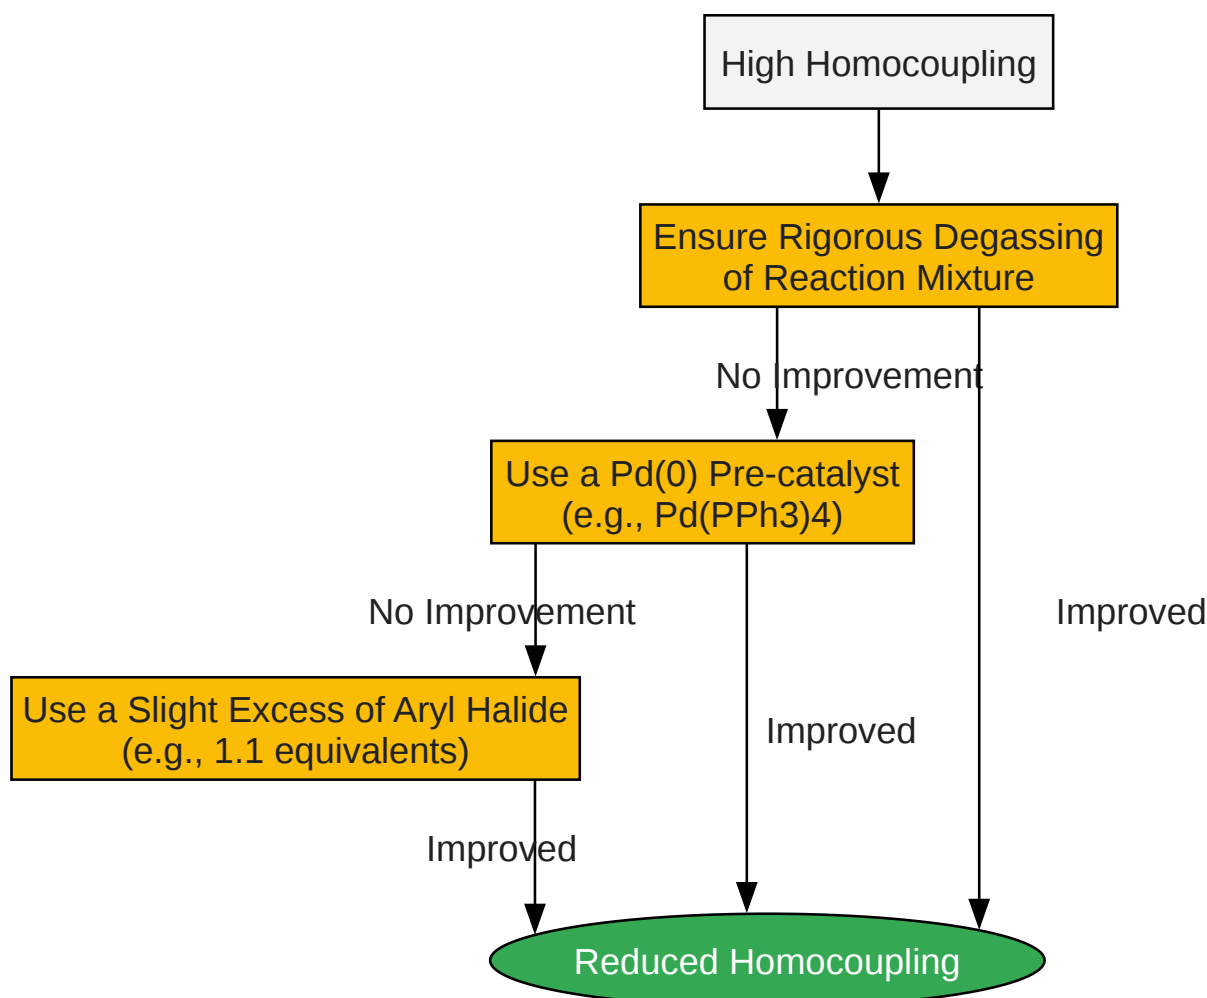 High Homocoupling
Ensure Rigorous Degassing
of Reaction Mixture
No Improvement
Use a Pd(0) Pre-catalyst
(e.g., Pd(PPh3)4)
No Improvement
Improved
Use a Slight Excess of Aryl Halide
(e.g., 1.1 equivalents)
Improved
Improved
Reduced Homocoupling